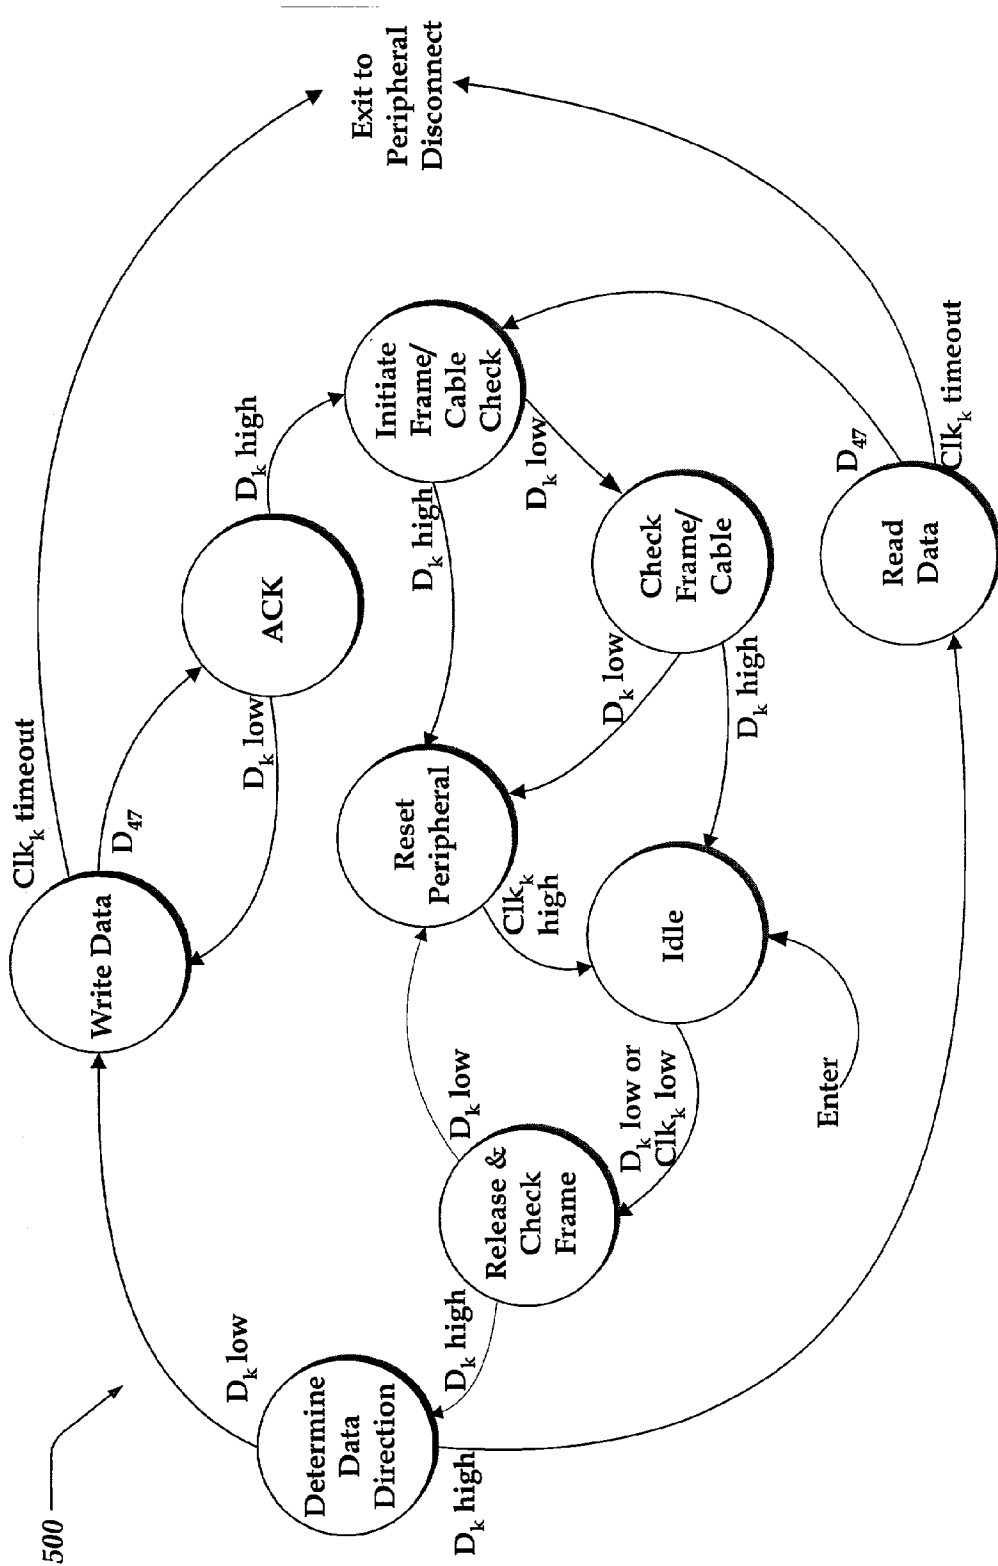 500
Determine
Data
Direction
D_k low
D_k high
Write Data
Clk_k timeout
D_47
ACK
D_k low
D_k high
Release &
Check
Frame
D_k high
D_k low
Reset
Peripheral
Clk_k
high
Initiate
Frame/
Cable
Check
D_k high
D_k low
Check
Frame/
Cable
D_k low
D_k high
Idle
D_k low or
Clk_k low
Enter
Read
Data
D_47
Clk_k timeout
Exit to
Peripheral
Disconnect